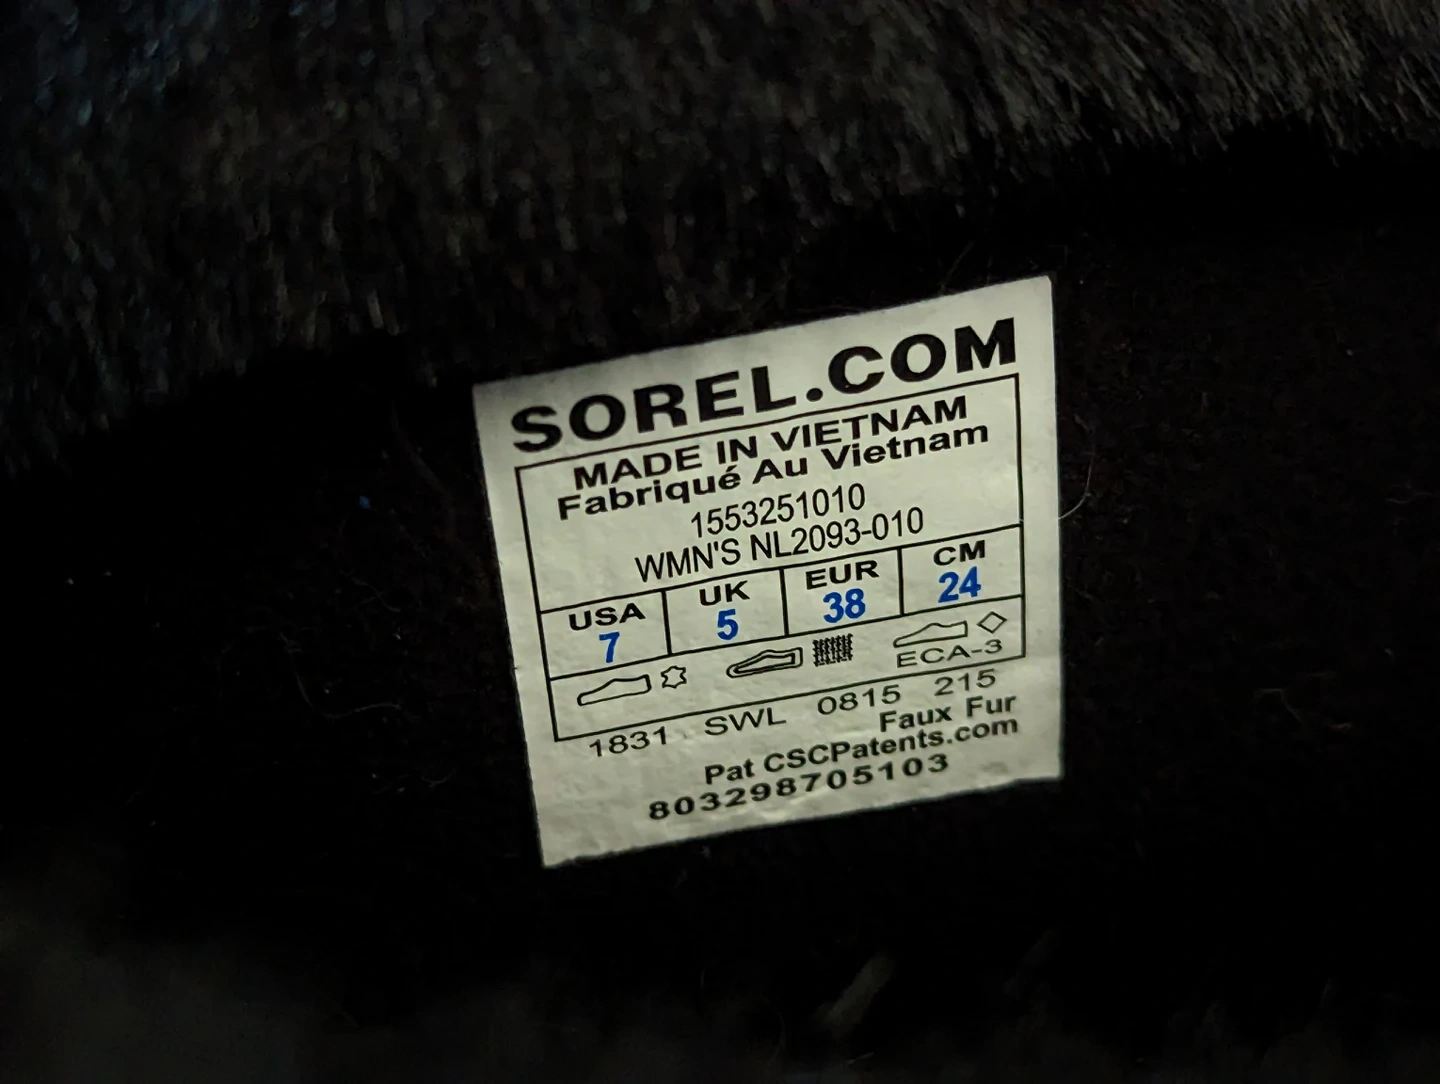 SOREL.COM
MADE IN VIETNAM
Fabriqué Au Vietnam
1553251010
WMN'S NL2093-010
USA UK EUR CM
7 5 38 24
ECA-3
1831 SWL 0815 215
Faux Fur
Pat CSCPatents.com
803298705103